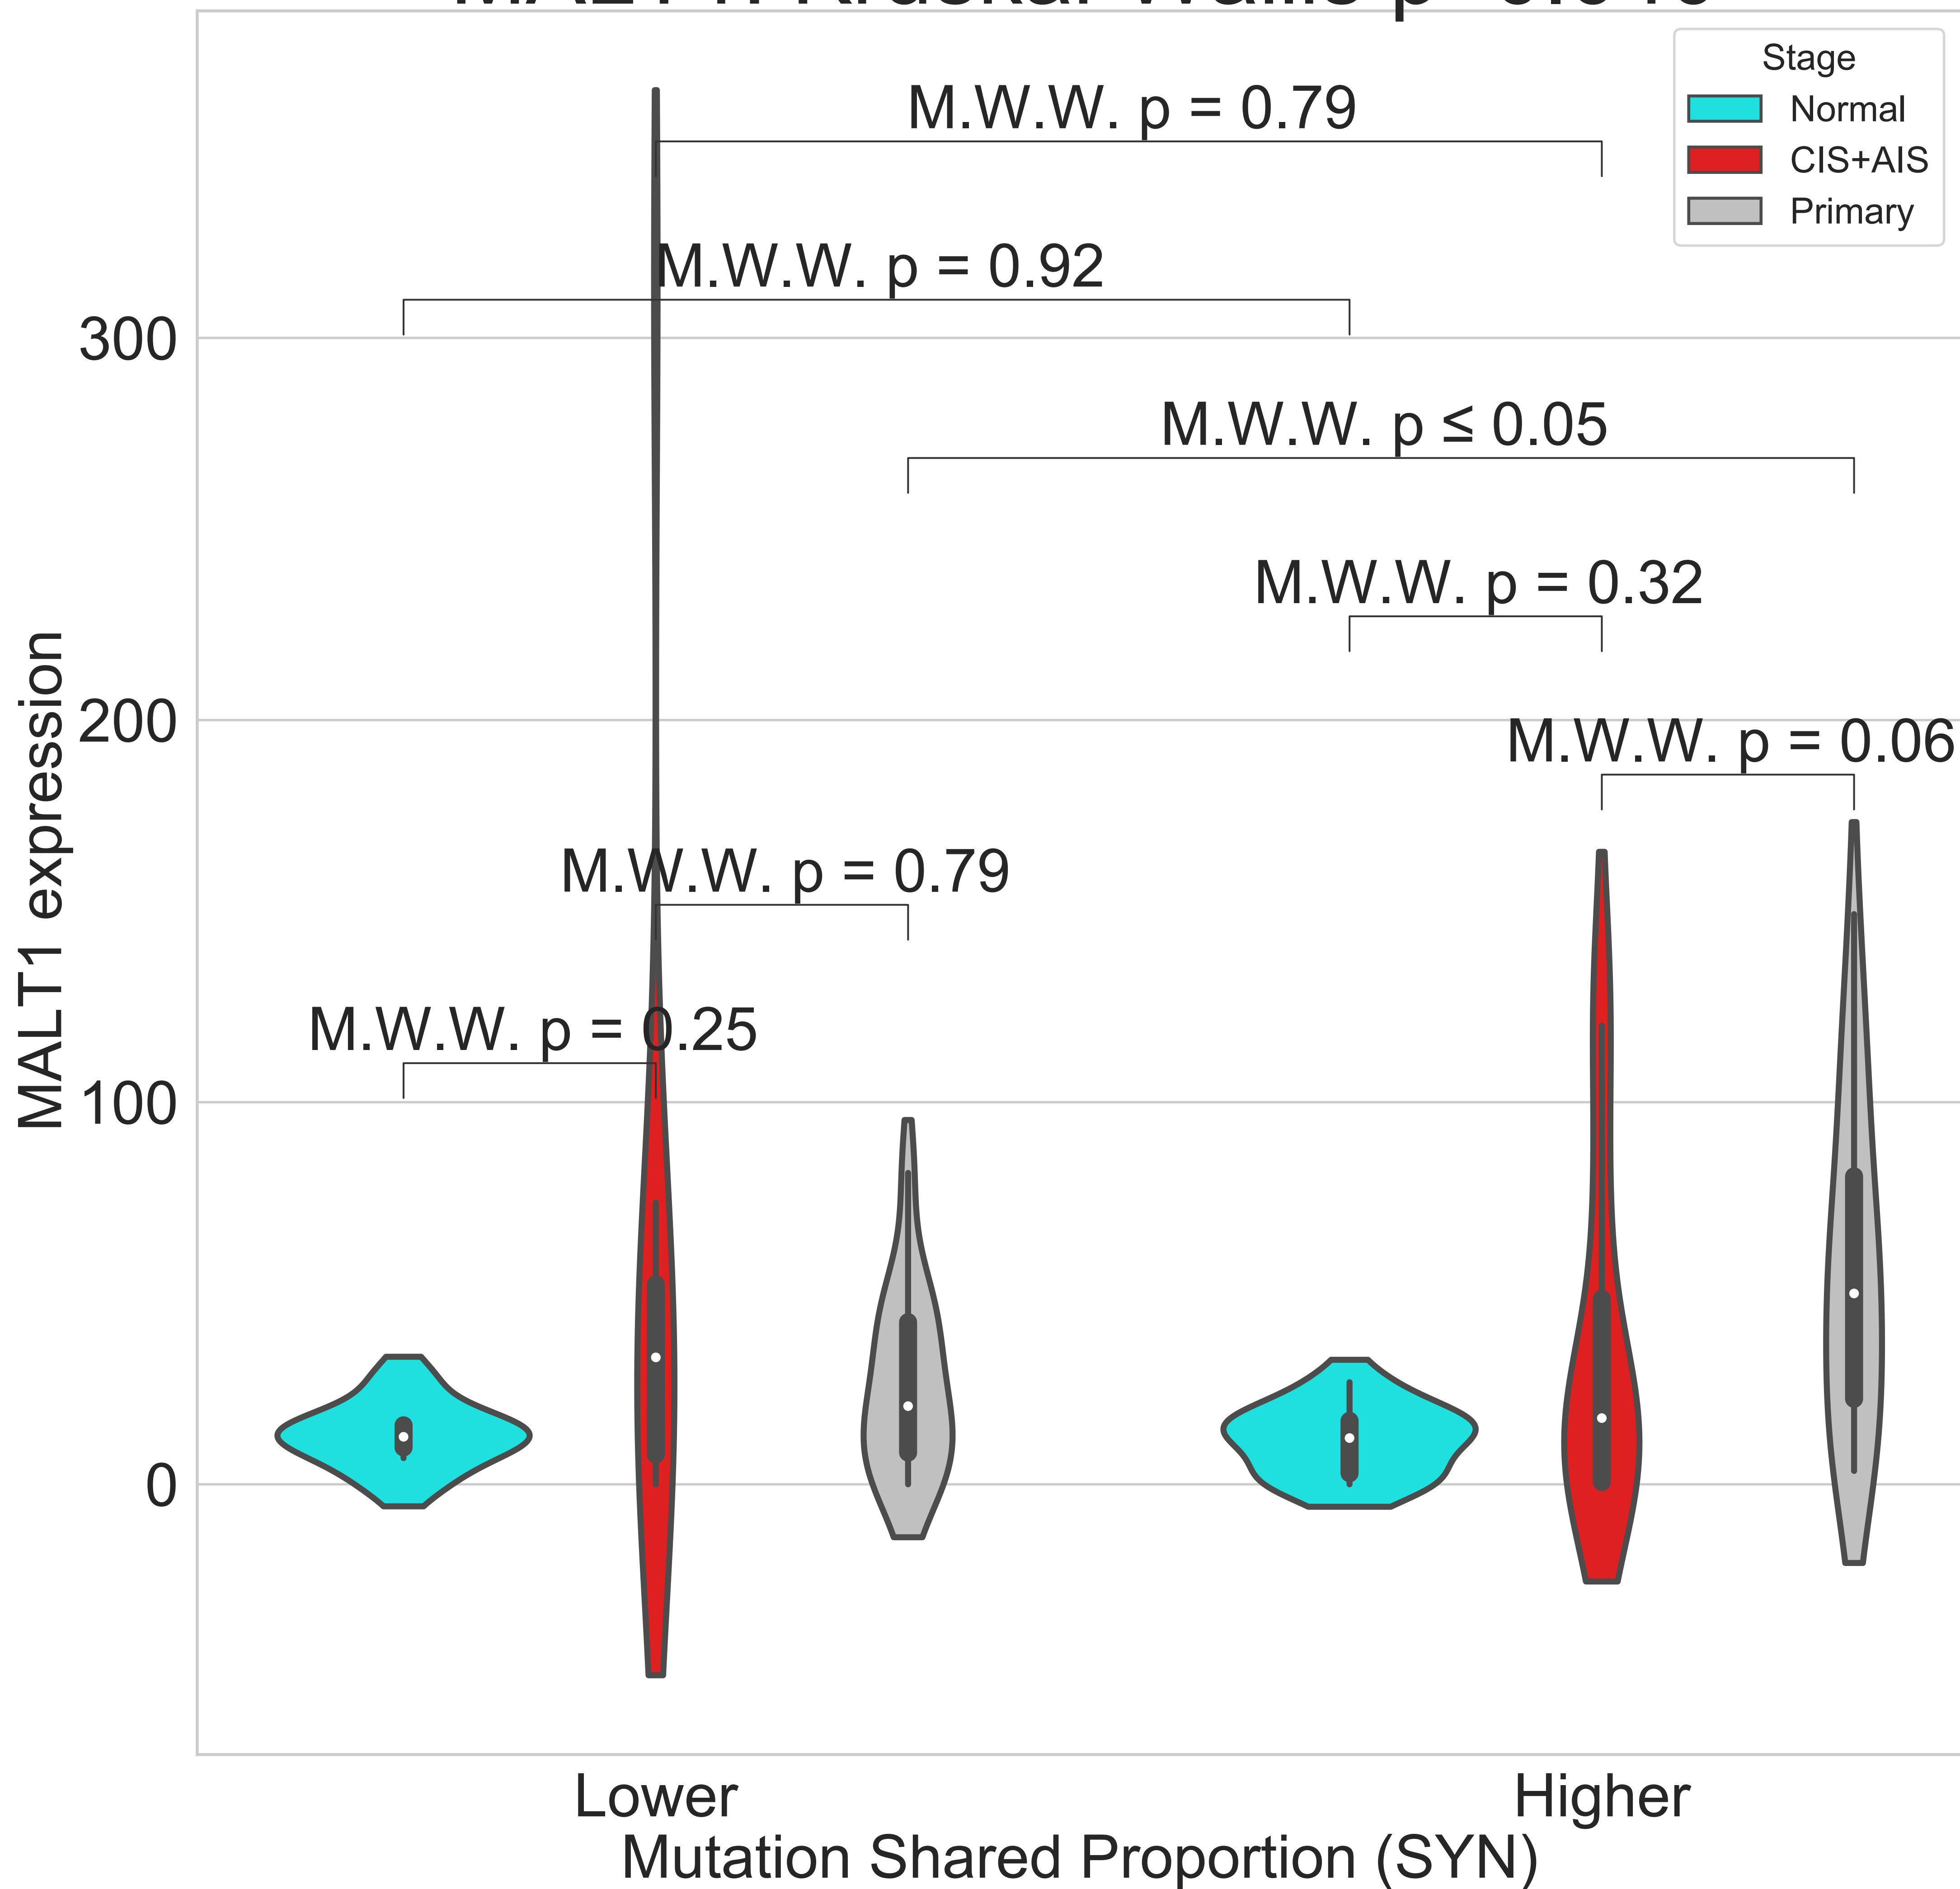 Stage
Normal
CIS+AIS
Primary
M.W.W. p = 0.79
M.W.W. p = 0.92
300
M.W.W. p ≤ 0.05
M.W.W. p = 0.32
200
M.W.W. p = 0.06
M.W.W. p = 0.79
M.W.W. p = 0.25
100
0
MALT1 expression
Lower
Higher
Mutation Shared Proportion (SYN)